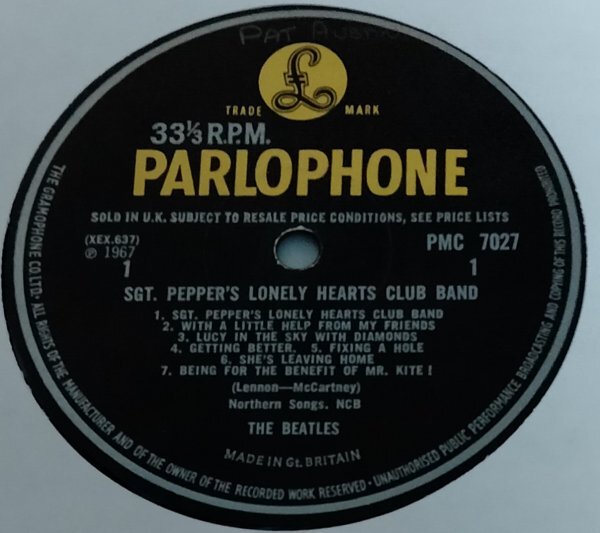 PAT
£
TRADE MARK
33⅓ R.P.M.
PARLOPHONE
SOLD IN U.K. SUBJECT TO RESALE PRICE CONDITIONS, SEE PRICE LISTS
(XEX.637) PMC 7027
℗ 1967
1 1
SGT. PEPPER'S LONELY HEARTS CLUB BAND
1. SGT. PEPPER'S LONELY HEARTS CLUB BAND
2. WITH A LITTLE HELP FROM MY FRIENDS
3. LUCY IN THE SKY WITH DIAMONDS
4. GETTING BETTER. 5. FIXING A HOLE
6. SHE'S LEAVING HOME
7. BEING FOR THE BENEFIT OF MR. KITE!
(Lennon—McCartney)
Northern Songs. NCB
THE BEATLES
MADE IN Gt. BRITAIN
THE GRAMOPHONE CO. LTD · ALL RIGHTS OF THE MANUFACTURER AND OF THE OWNER OF THE RECORDED WORK RESERVED · UNAUTHORISED PUBLIC PERFORMANCE BROADCASTING AND COPYING OF THIS RECORD PROHIBITED